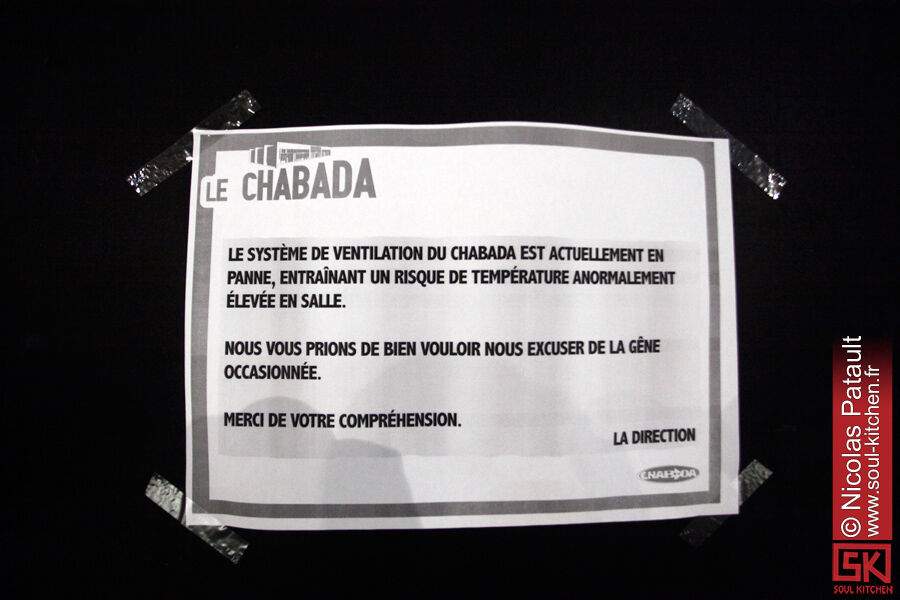 LE CHABADA
LE SYSTÈME DE VENTILATION DU CHABADA EST ACTUELLEMENT EN
PANNE, ENTRAÎNANT UN RISQUE DE TEMPÉRATURE ANORMALEMENT
ÉLEVÉE EN SALLE.
NOUS VOUS PRIONS DE BIEN VOULOIR NOUS EXCUSER DE LA GÊNE
OCCASIONNÉE.
MERCI DE VOTRE COMPRÉHENSION.
LA DIRECTION
CHABADA
© Nicolas Patault
www.soul-kitchen.fr
SK
SOUL KITCHEN